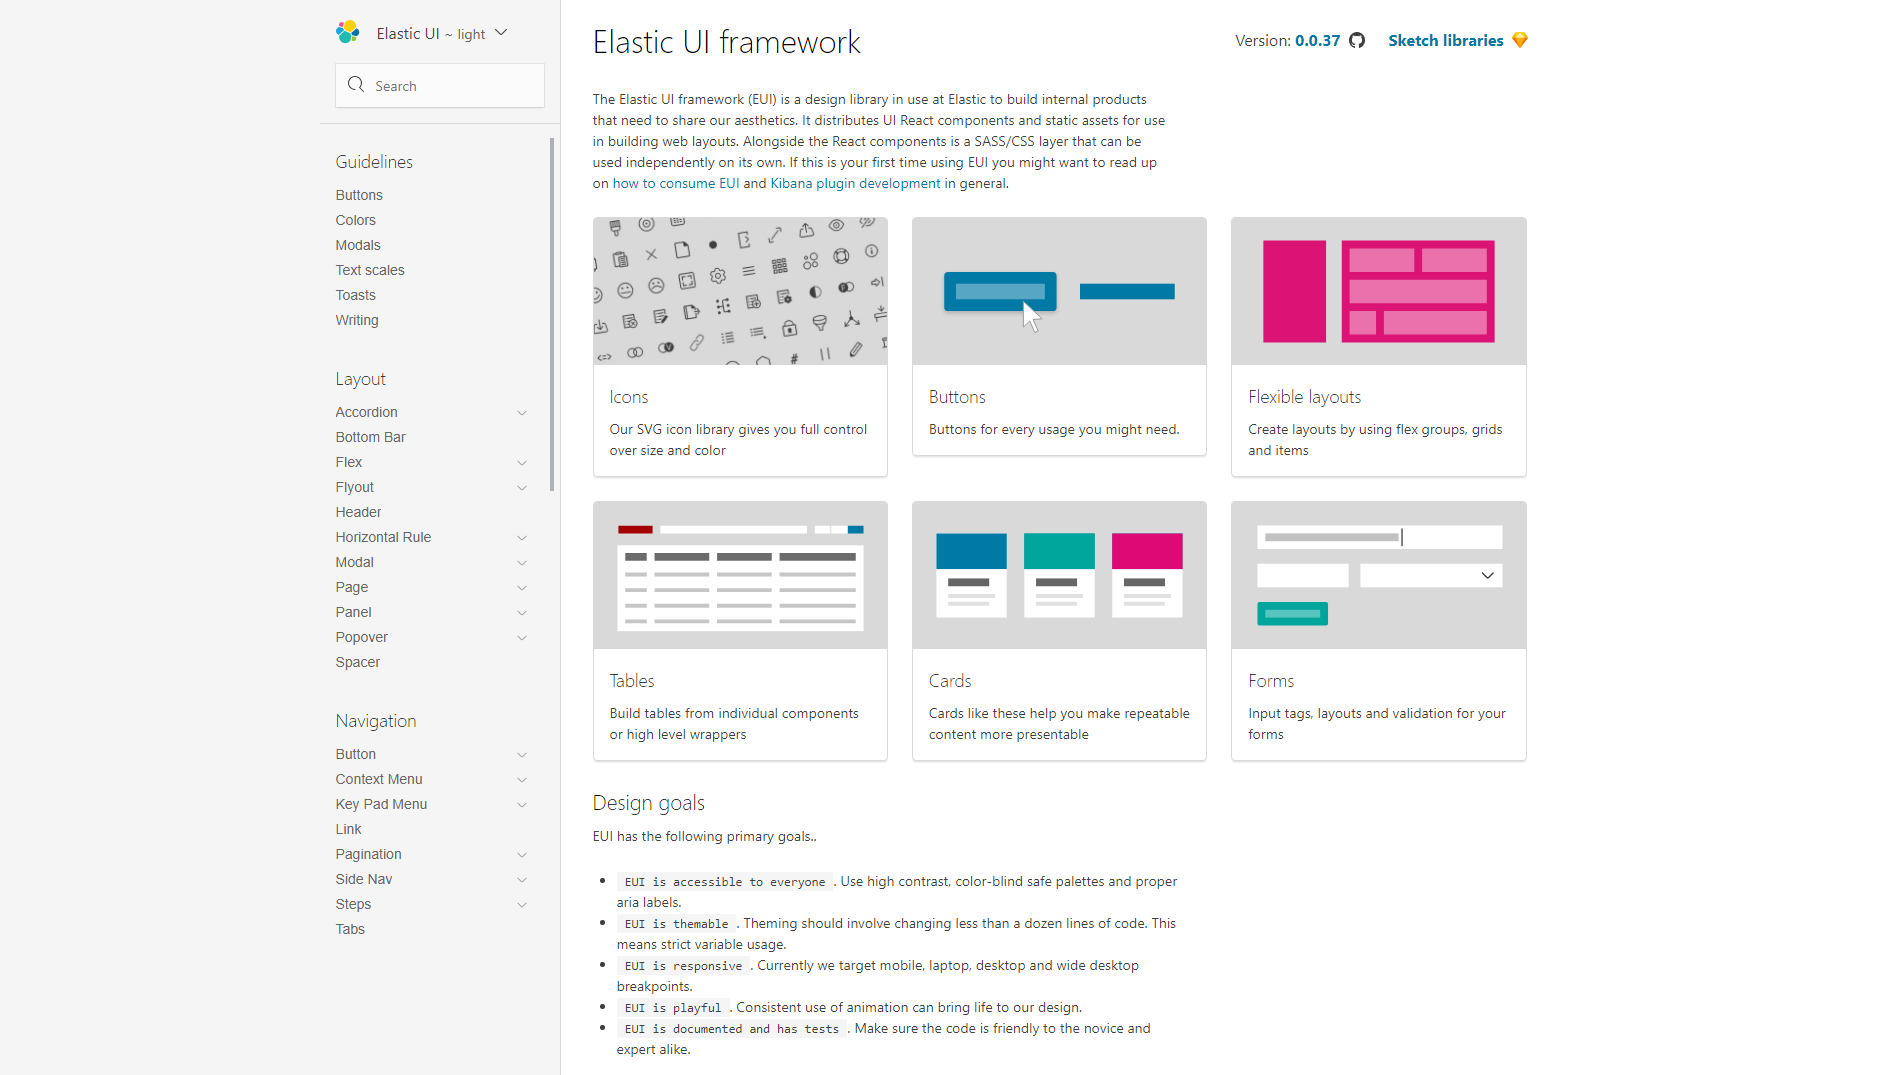 Elastic UI ~ light
Search
Guidelines
Buttons
Colors
Modals
Text scales
Toasts
Writing
Layout
Accordion
Bottom Bar
Flex
Flyout
Header
Horizontal Rule
Modal
Page
Panel
Popover
Spacer
Navigation
Button
Context Menu
Key Pad Menu
Link
Pagination
Side Nav
Steps
Tabs
Elastic UI framework
Version: 0.0.37
Sketch libraries
The Elastic UI framework (EUI) is a design library in use at Elastic to build internal products
that need to share our aesthetics. It distributes UI React components and static assets for use
in building web layouts. Alongside the React components is a SASS/CSS layer that can be
used independently on its own. If this is your first time using EUI you might want to read up
on how to consume EUI and Kibana plugin development in general.
Icons
Our SVG icon library gives you full control
over size and color
Buttons
Buttons for every usage you might need.
Flexible layouts
Create layouts by using flex groups, grids
and items
Tables
Build tables from individual components
or high level wrappers
Cards
Cards like these help you make repeatable
content more presentable
Forms
Input tags, layouts and validation for your
forms
Design goals
EUI has the following primary goals..
EUI is accessible to everyone . Use high contrast, color-blind safe palettes and proper
aria labels.
EUI is themable . Theming should involve changing less than a dozen lines of code. This
means strict variable usage.
EUI is responsive . Currently we target mobile, laptop, desktop and wide desktop
breakpoints.
EUI is playful . Consistent use of animation can bring life to our design.
EUI is documented and has tests . Make sure the code is friendly to the novice and
expert alike.